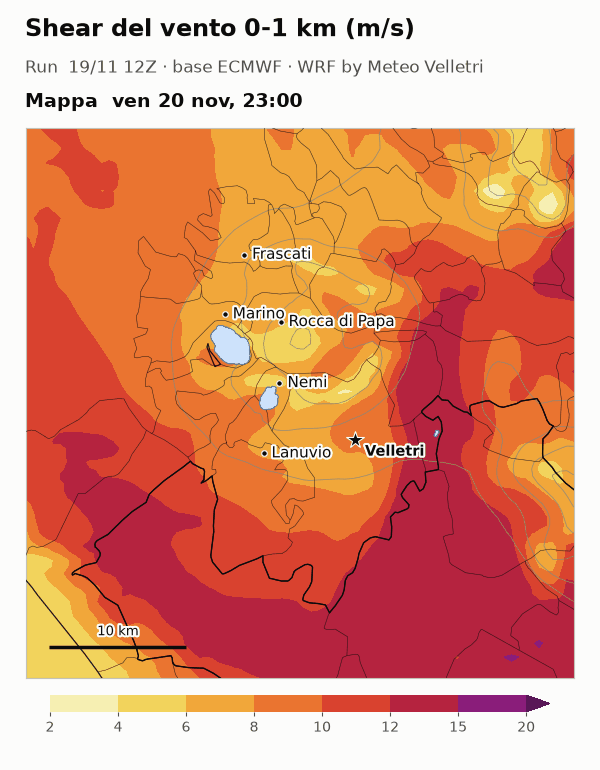 Shear del vento 0-1 km (m/s)
Run  19/11 12Z · base ECMWF · WRF by Meteo Velletri
Mappa  ven 20 nov, 23:00
Frascati
Marino
Rocca di Papa
Nemi
Velletri
Lanuvio
10 km
2 4 6 8 10 12 15 20